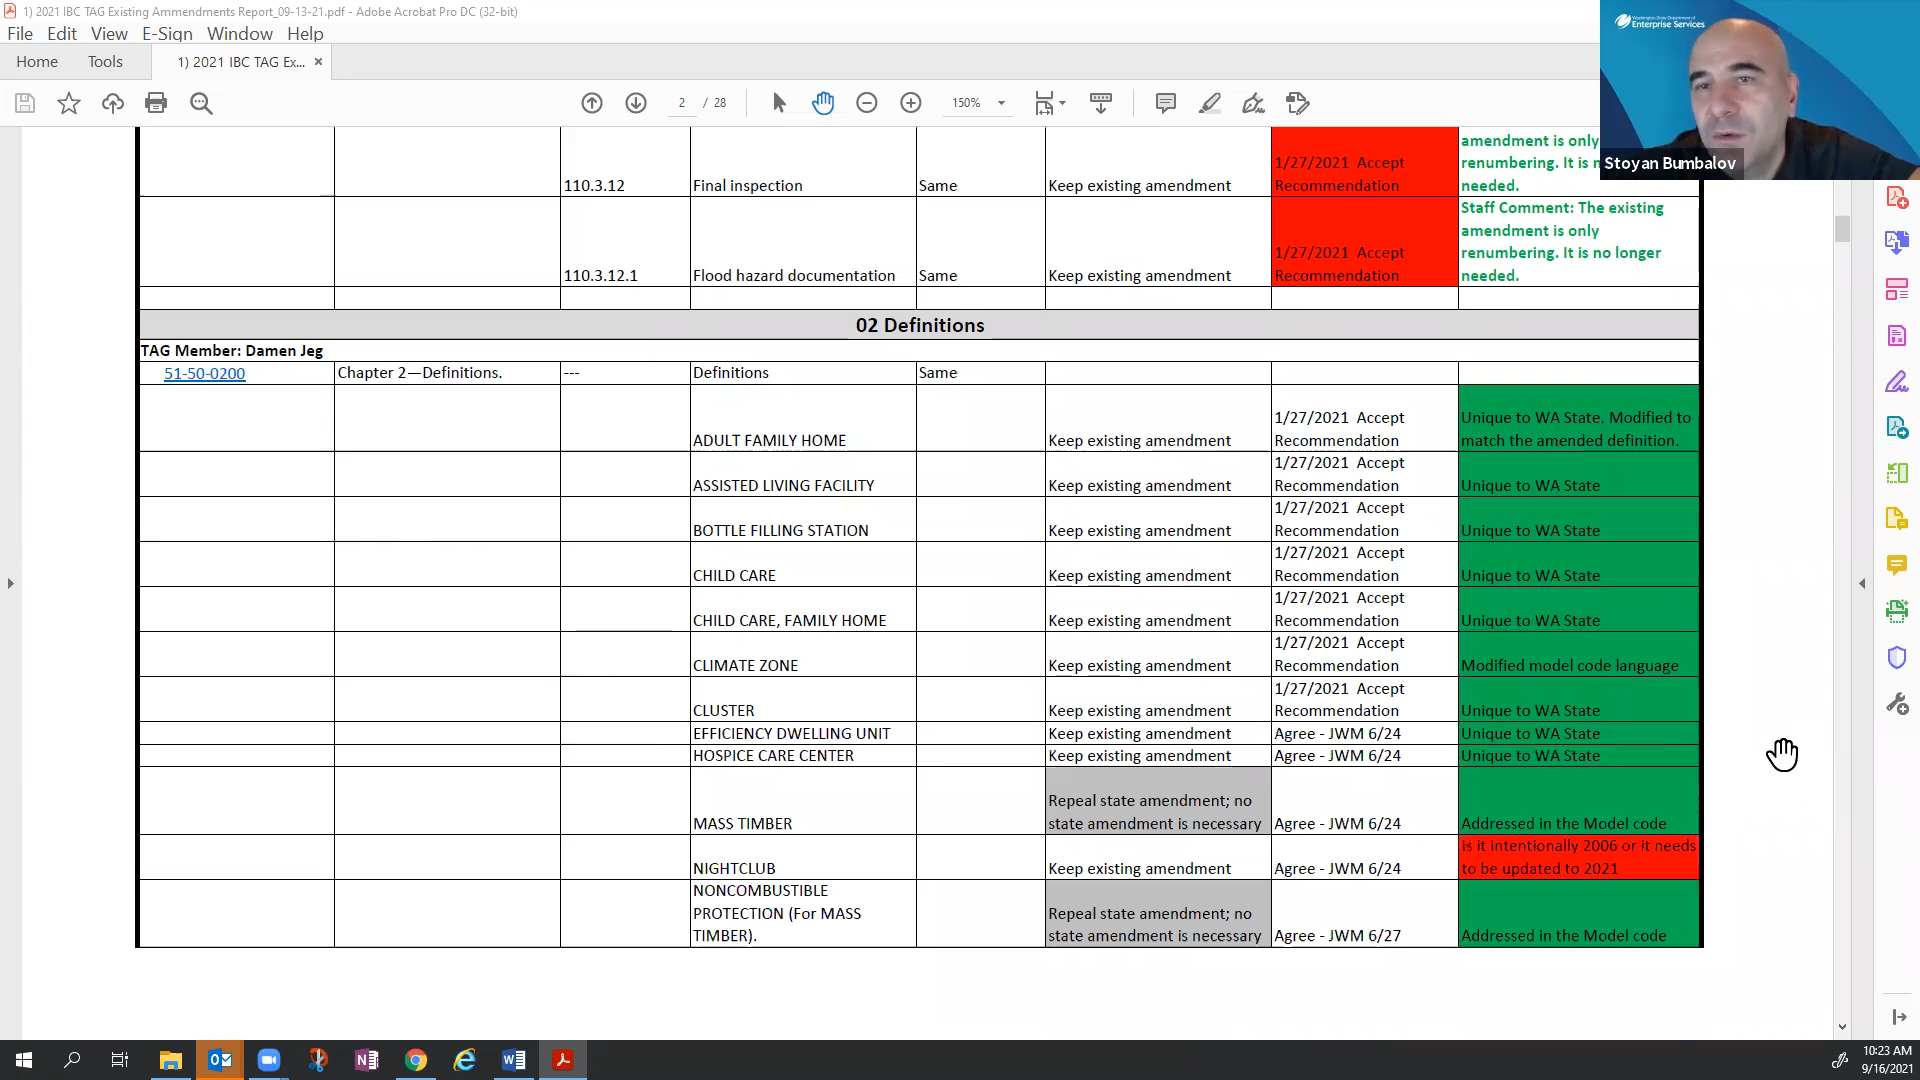 1) 2021 IBC TAG Existing Ammendments Report_09-13-21.pdf - Adobe Acrobat Pro DC (32-bit)
File Edit View E-Sign Window Help
Home Tools 1) 2021 IBC TAG Ex... ×
2 / 28 150%
Washington State Department of
Enterprise Services
Stoyan Bumbalov
amendment is only
1/27/2021 Accept renumbering. It is
110.3.12 Final inspection Same Keep existing amendment Recommendation needed.
Staff Comment: The existing
amendment is only
1/27/2021 Accept renumbering. It is no longer
110.3.12.1 Flood hazard documentation Same Keep existing amendment Recommendation needed.
02 Definitions
TAG Member: Damen Jeg
51-50-0200 Chapter 2—Definitions. --- Definitions Same
1/27/2021 Accept Unique to WA State. Modified to
ADULT FAMILY HOME Keep existing amendment Recommendation match the amended definition.
1/27/2021 Accept
ASSISTED LIVING FACILITY Keep existing amendment Recommendation Unique to WA State
1/27/2021 Accept
BOTTLE FILLING STATION Keep existing amendment Recommendation Unique to WA State
1/27/2021 Accept
CHILD CARE Keep existing amendment Recommendation Unique to WA State
1/27/2021 Accept
CHILD CARE, FAMILY HOME Keep existing amendment Recommendation Unique to WA State
1/27/2021 Accept
CLIMATE ZONE Keep existing amendment Recommendation Modified model code language
1/27/2021 Accept
CLUSTER Keep existing amendment Recommendation Unique to WA State
EFFICIENCY DWELLING UNIT Keep existing amendment Agree - JWM 6/24 Unique to WA State
HOSPICE CARE CENTER Keep existing amendment Agree - JWM 6/24 Unique to WA State
Repeal state amendment; no
MASS TIMBER state amendment is necessary Agree - JWM 6/24 Addressed in the Model code
Is it intentionally 2006 or it needs
NIGHTCLUB Keep existing amendment Agree - JWM 6/24 to be updated to 2021
NONCOMBUSTIBLE
PROTECTION (For MASS Repeal state amendment; no
TIMBER). state amendment is necessary Agree - JWM 6/27 Addressed in the Model code
10:23 AM
9/16/2021